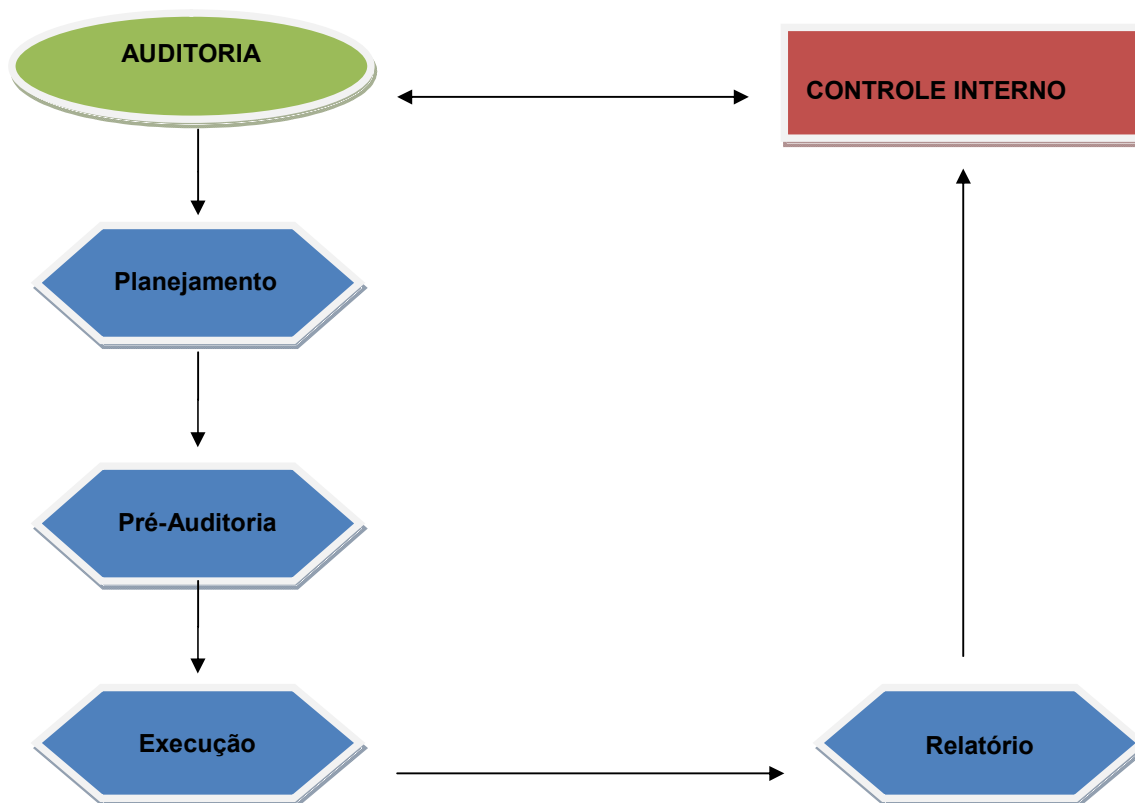 AUDITORIA
CONTROLE INTERNO
Planejamento
Pré-Auditoria
Execução
Relatório